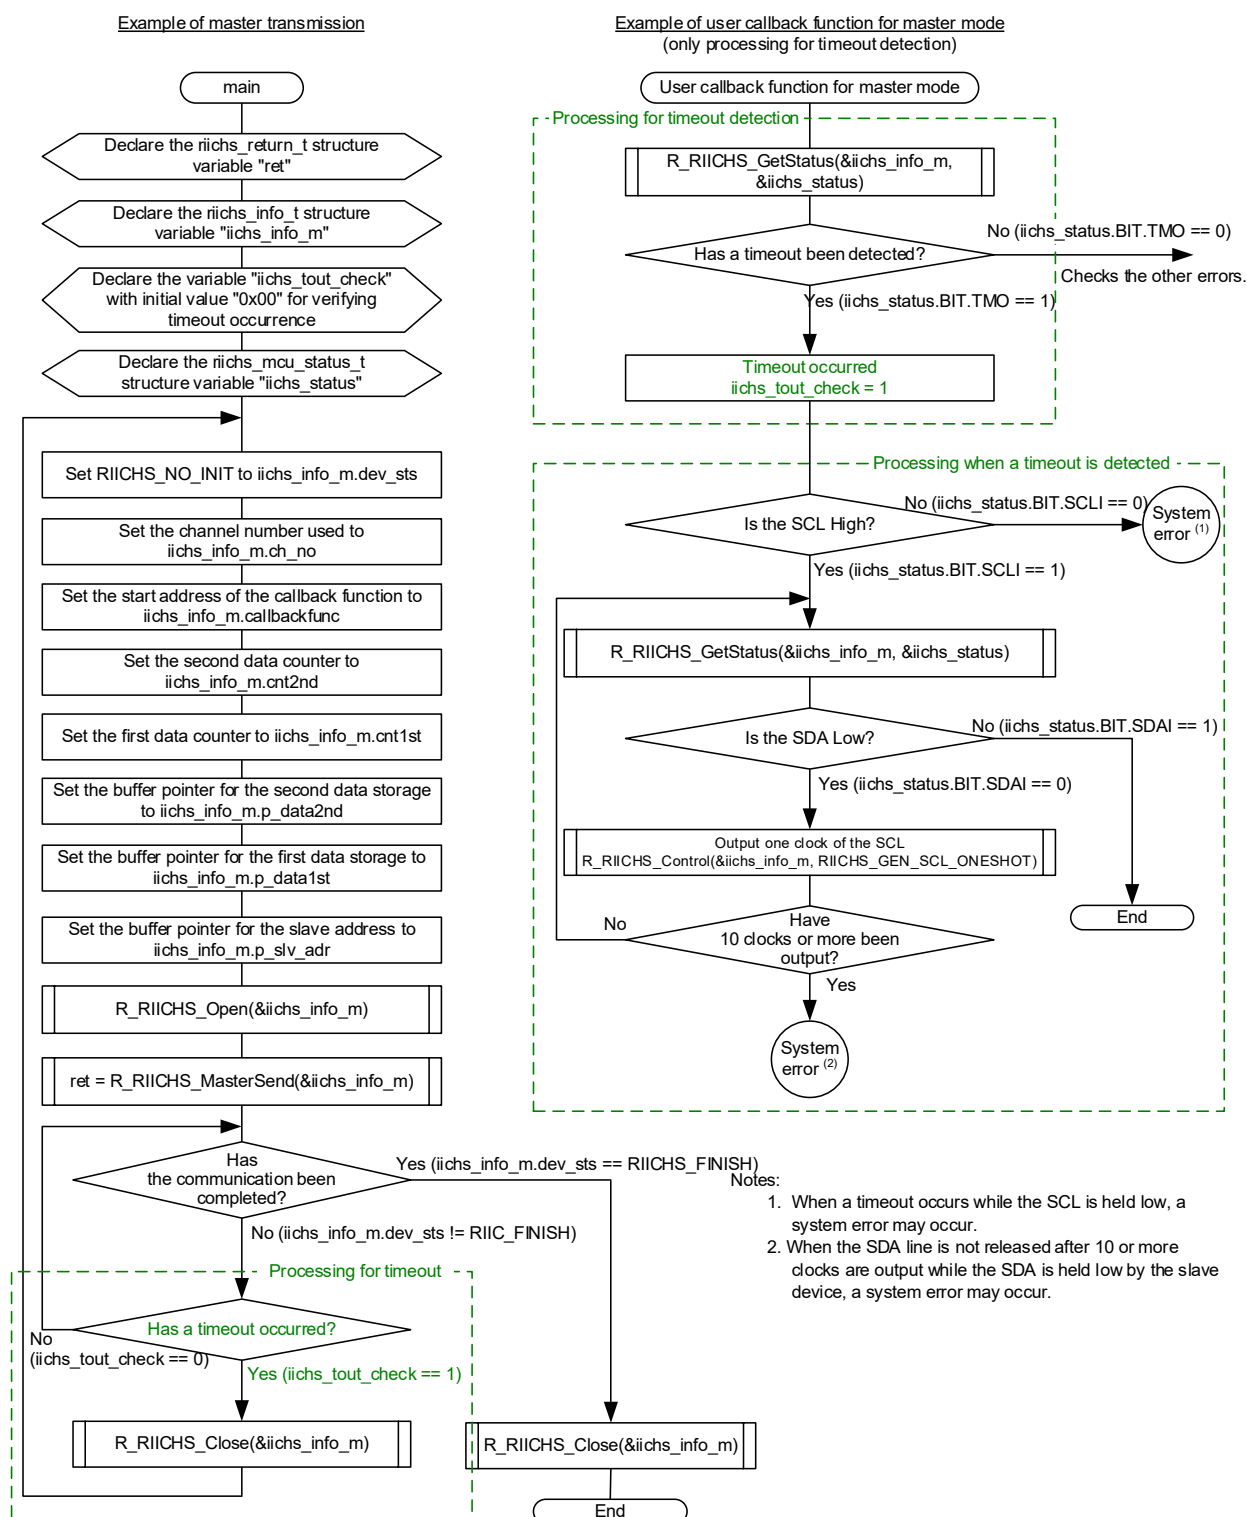 Example of master transmission
main
Declare the riichs_return_t structure
variable "ret"
Declare the riichs_info_t structure
variable "iichs_info_m"
Declare the variable "iichs_tout_check"
with initial value "0x00" for verifying
timeout occurrence
Declare the riichs_mcu_status_t
structure variable "iichs_status"
Set RIICHS_NO_INIT to iichs_info_m.dev_sts
Set the channel number used to
iichs_info_m.ch_no
Set the start address of the callback function to
iichs_info_m.callbackfunc
Set the second data counter to
iichs_info_m.cnt2nd
Set the first data counter to iichs_info_m.cnt1st
Set the buffer pointer for the second data storage
to iichs_info_m.p_data2nd
Set the buffer pointer for the first data storage to
iichs_info_m.p_data1st
Set the buffer pointer for the slave address to
iichs_info_m.p_slv_adr
R_RIICHS_Open(&iichs_info_m)
ret = R_RIICHS_MasterSend(&iichs_info_m)
Has
the communication been
completed?
Yes (iichs_info_m.dev_sts == RIICHS_FINISH)
No (iichs_info_m.dev_sts != RIIC_FINISH)
Processing for timeout
Has a timeout occurred?
No
(iichs_tout_check == 0)
Yes (iichs_tout_check == 1)
R_RIICHS_Close(&iichs_info_m)
R_RIICHS_Close(&iichs_info_m)
End
Example of user callback function for master mode
(only processing for timeout detection)
User callback function for master mode
Processing for timeout detection
R_RIICHS_GetStatus(&iichs_info_m,
&iichs_status)
Has a timeout been detected?
No (iichs_status.BIT.TMO == 0)
Checks the other errors.
Yes (iichs_status.BIT.TMO == 1)
Timeout occurred
iichs_tout_check = 1
Processing when a timeout is detected
Is the SCL High?
No (iichs_status.BIT.SCLI == 0)
System
error (1)
Yes (iichs_status.BIT.SCLI == 1)
R_RIICHS_GetStatus(&iichs_info_m, &iichs_status)
Is the SDA Low?
No (iichs_status.BIT.SDAI == 1)
Yes (iichs_status.BIT.SDAI == 0)
Output one clock of the SCL
R_RIICHS_Control(&iichs_info_m, RIICHS_GEN_SCL_ONESHOT)
End
Have
10 clocks or more been
output?
No
Yes
System
error (2)
Notes:
1. When a timeout occurs while the SCL is held low, a
system error may occur.
2. When the SDA line is not released after 10 or more
clocks are output while the SDA is held low by the slave
device, a system error may occur.